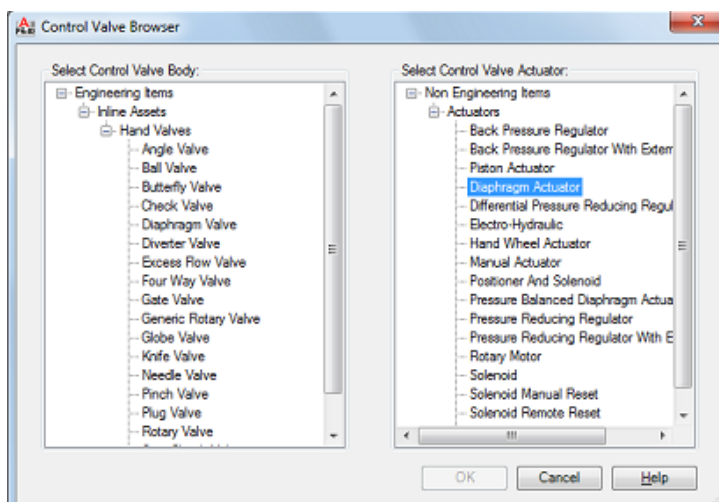 Control Valve Browser
Select Control Valve Body:
Engineering Items
Inline Assets
Hand Valves
Angle Valve
Ball Valve
Butterfly Valve
Check Valve
Diaphragm Valve
Diverter Valve
Excess Flow Valve
Four Way Valve
Gate Valve
Generic Rotary Valve
Globe Valve
Knife Valve
Needle Valve
Pinch Valve
Plug Valve
Rotary Valve
Select Control Valve Actuator:
Non Engineering Items
Actuators
Back Pressure Regulator
Back Pressure Regulator With Extern
Piston Actuator
Diaphragm Actuator
Differential Pressure Reducing Regul
Electro-Hydraulic
Hand Wheel Actuator
Manual Actuator
Positioner And Solenoid
Pressure Balanced Diaphragm Actua
Pressure Reducing Regulator
Pressure Reducing Regulator With E
Rotary Motor
Solenoid
Solenoid Manual Reset
Solenoid Remote Reset
OK Cancel Help